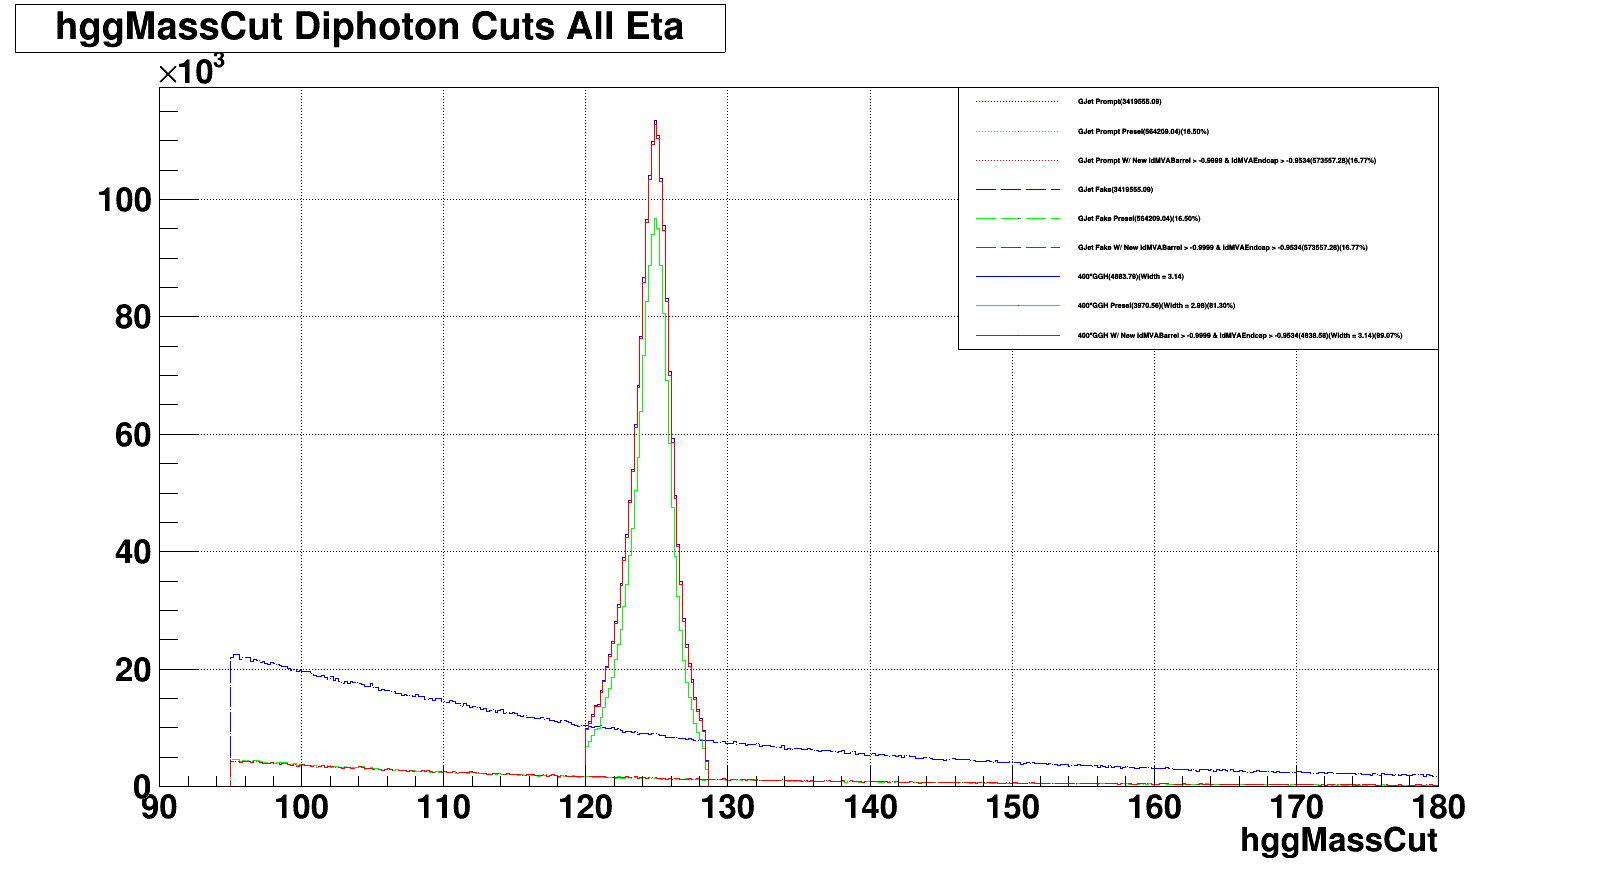 hggMassCut Diphoton Cuts All Eta
×10³
GJet Prompt(3419555.09)
GJet Prompt Presel(564209.04)(16.50%)
GJet Prompt W/ New IdMVABarrel > -0.9999 & IdMVAEndcap > -0.9534(573557.28)(16.77%)
GJet Fake(3419555.09)
GJet Fake Presel(564209.04)(16.50%)
GJet Fake W/ New IdMVABarrel > -0.9999 & IdMVAEndcap > -0.9534(573557.28)(16.77%)
400*GGH(4883.79)(Width = 3.14)
400*GGH Presel(3970.56)(Width = 2.96)(81.30%)
400*GGH W/ New IdMVABarrel > -0.9999 & IdMVAEndcap > -0.9534(4838.58)(Width = 3.14)(99.07%)
100
80
60
40
20
0
90 100 110 120 130 140 150 160 170 180
hggMassCut